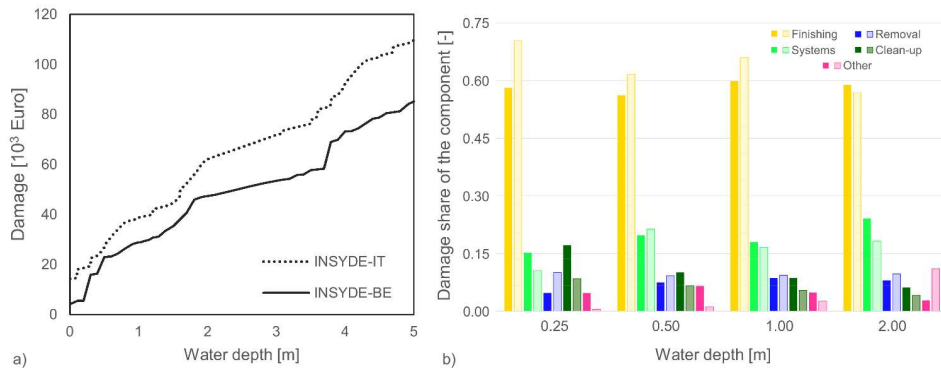 a)
Damage [10³ Euro]
120
100
80
60
40
20
0
INSYDE-IT
INSYDE-BE
0 1 2 3 4 5
Water depth [m]
b)
Damage share of the component [-]
0.75
0.60
0.45
0.30
0.15
0.00
Finishing Removal
Systems Clean-up
Other
0.25 0.50 1.00 2.00
Water depth [m]